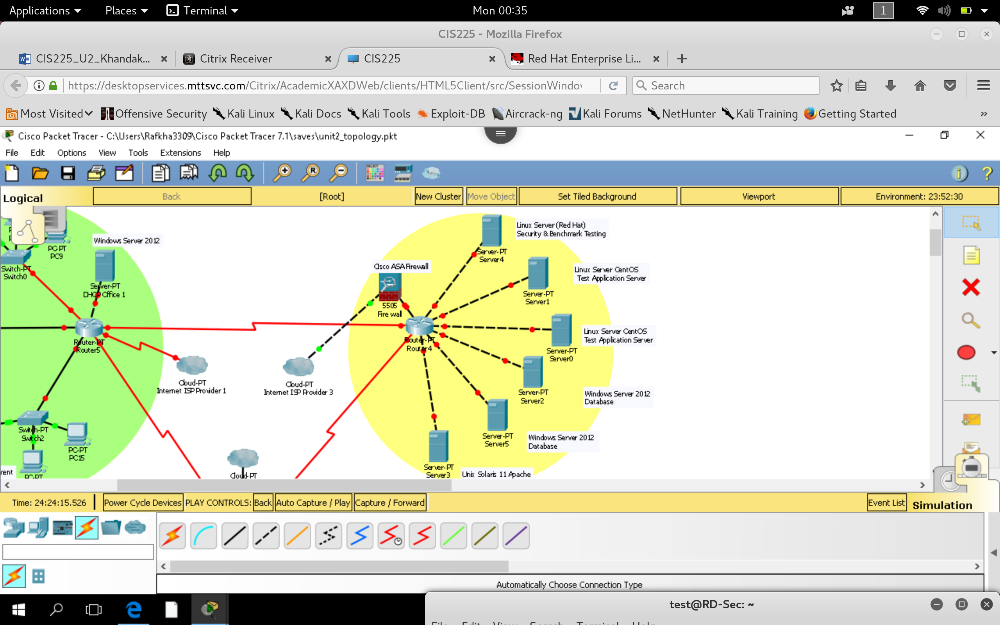 Applications Places Terminal Mon 00:35 1
CIS225 - Mozilla Firefox
CIS225_U2_Khandak... Citrix Receiver CIS225 Red Hat Enterprise Li...
https://desktopservices.mttsvc.com/Citrix/AcademicXAXDWeb/clients/HTML5Client/src/SessionWindow Search
Most Visited Offensive Security Kali Linux Kali Docs Kali Tools Exploit-DB Aircrack-ng Kali Forums NetHunter Kali Training Getting Started »
Cisco Packet Tracer - C:\Users\Rafkha3309\Cisco Packet Tracer 7.1\saves\unit2_topology.pkt
File Edit Options View Tools Extensions Help
Logical Back [Root] New Cluster Move Object Set Tiled Background Viewport Environment: 23:52:30
PC-PT
PC9
Windows Server 2012
Switch-PT
Switch0
Server-PT
DHCP Office 1
Router-PT
Router5
Cloud-PT
Internet ISP Provider 1
Switch-PT
Switch2
PC-PT
PC15
PC-PT
Cloud-PT
Cloud-PT
Internet ISP Provider 3
Cisco ASA Firewall
5505
Fire wall
Router-PT
Router4
Linux Server (Red Hat)
Security & Benchmark Testing
Server-PT
Server4
Linux Server CentOS
Test Application Server
Server-PT
Server1
Linux Server CentOS
Test Application Server
Server-PT
Server0
Server-PT
Server2
Windows Server 2012
Database
Server-PT
Server5
Windows Server 2012
Database
Server-PT
Server3
Unix Solaris 11 Apache
Time: 24:24:15.526 Power Cycle Devices PLAY CONTROLS: Back Auto Capture / Play Capture / Forward Event List Simulation
Automatically Choose Connection Type
test@RD-Sec: ~
File Edit View Search Terminal Help